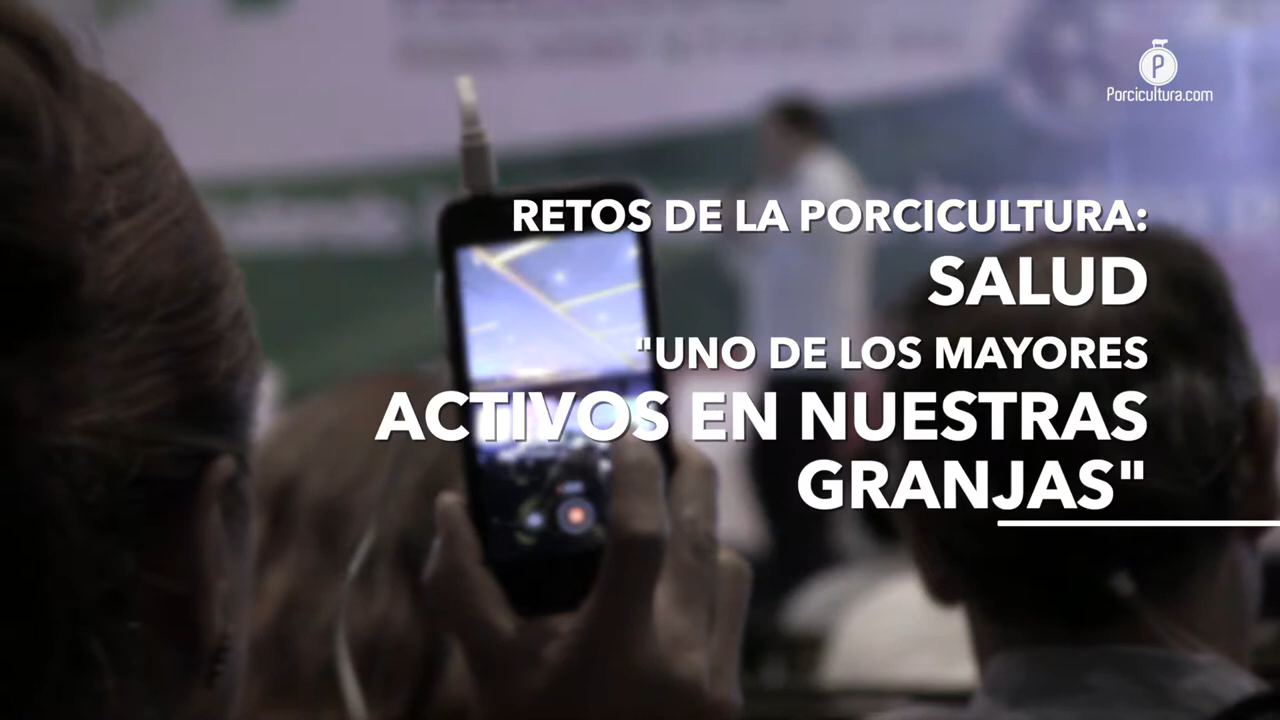 P
Porcicultura.com
RETOS DE LA PORCICULTURA:
SALUD
"UNO DE LOS MAYORES
ACTIVOS EN NUESTRAS
GRANJAS"